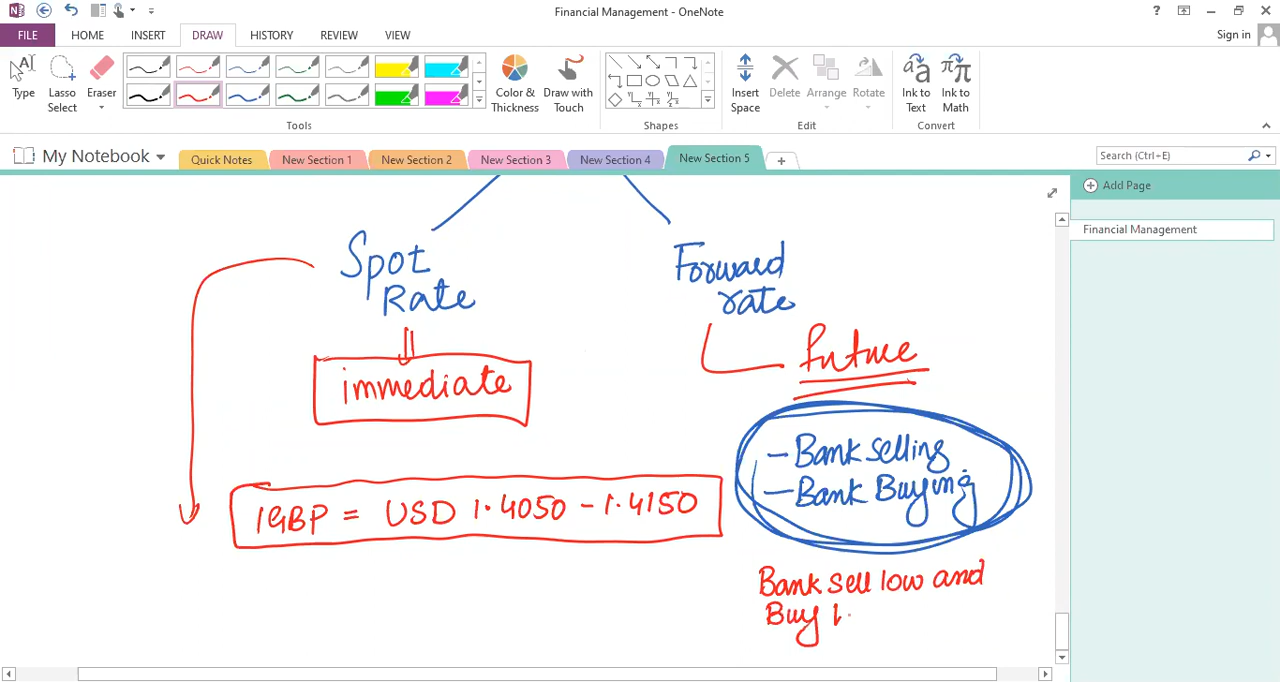 Financial Management - OneNote
?
FILE HOME INSERT DRAW HISTORY REVIEW VIEW
Sign in
Type
Lasso Select
Eraser
Color & Thickness
Draw with Touch
Insert Space
Delete
Arrange
Rotate
Ink to Text
Ink to Math
Tools Shapes Edit Convert
My Notebook
Quick Notes New Section 1 New Section 2 New Section 3 New Section 4 New Section 5
Search (Ctrl+E)
Add Page
Financial Management
Spot
Rate
Forward
rate
immediate
future
- Bank selling
- Bank Buying
1GBP = USD 1.4050 - 1.4150
Bank sell low and
Buy